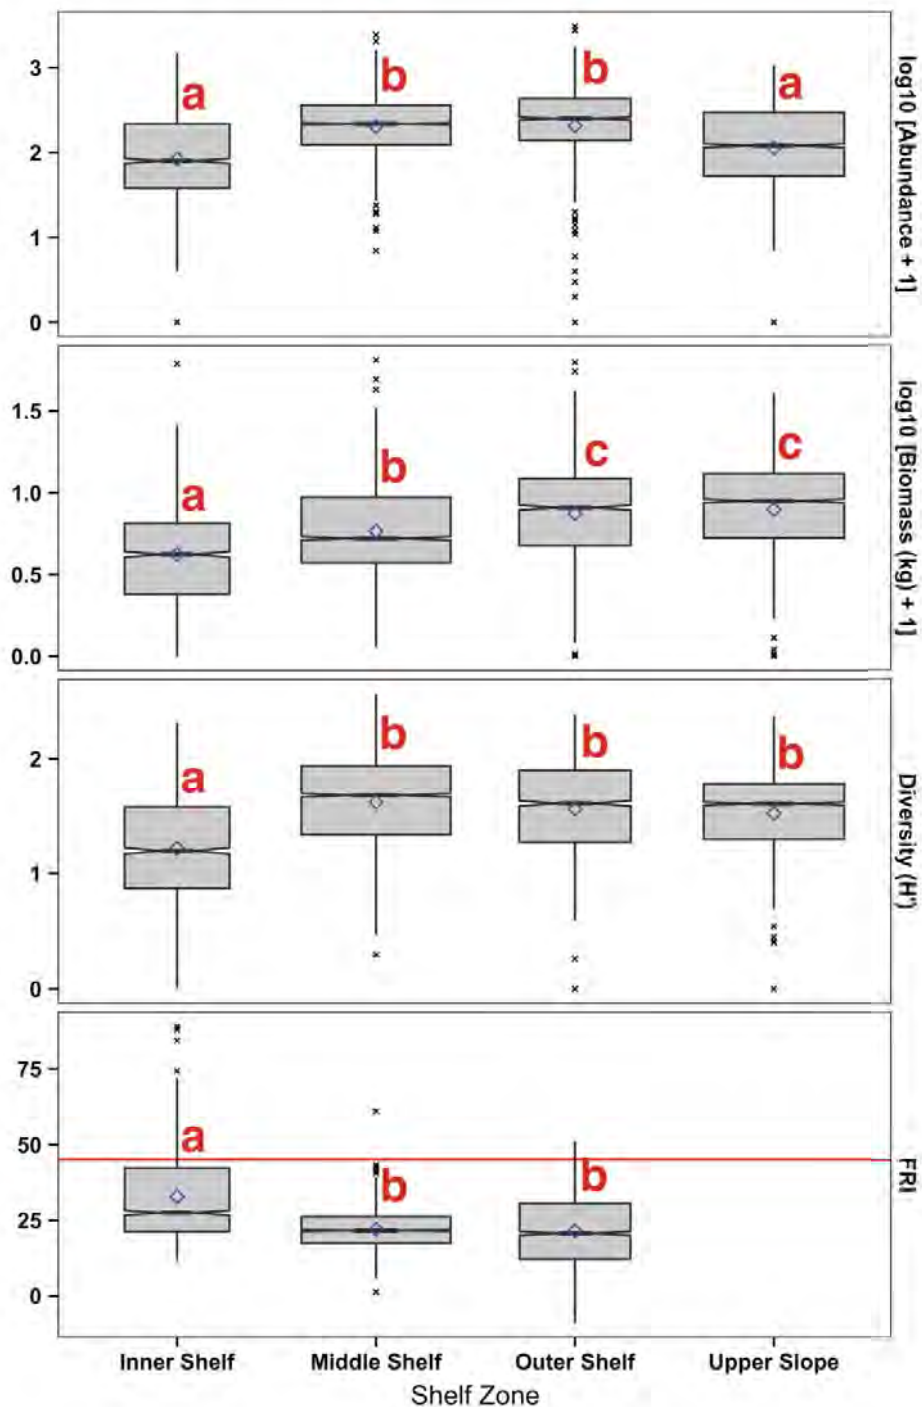 3
2
1
0
a
b
b
a
log10 [Abundance + 1]
1.5
1.0
0.5
0.0
a
b
c
c
log10 [Biomass (kg) + 1]
2
1
0
a
b
b
b
Diversity (H')
75
50
25
0
a
b
b
FRI
Inner Shelf Middle Shelf Outer Shelf Upper Slope
Shelf Zone